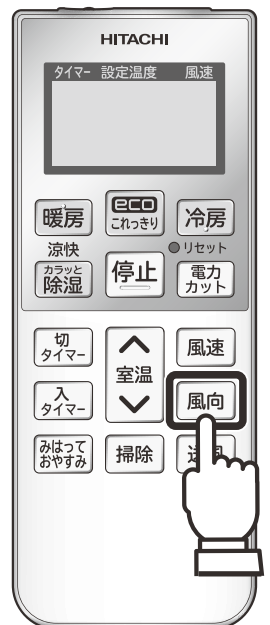 HITACHI
タイマー 設定温度 風速
暖房
eco
これっきり
冷房
涼快
カラッと
除湿
停止
リセット
電力
カット
切
タイマー
室温
風速
入
タイマー
風向
みはって
おやすみ
掃除